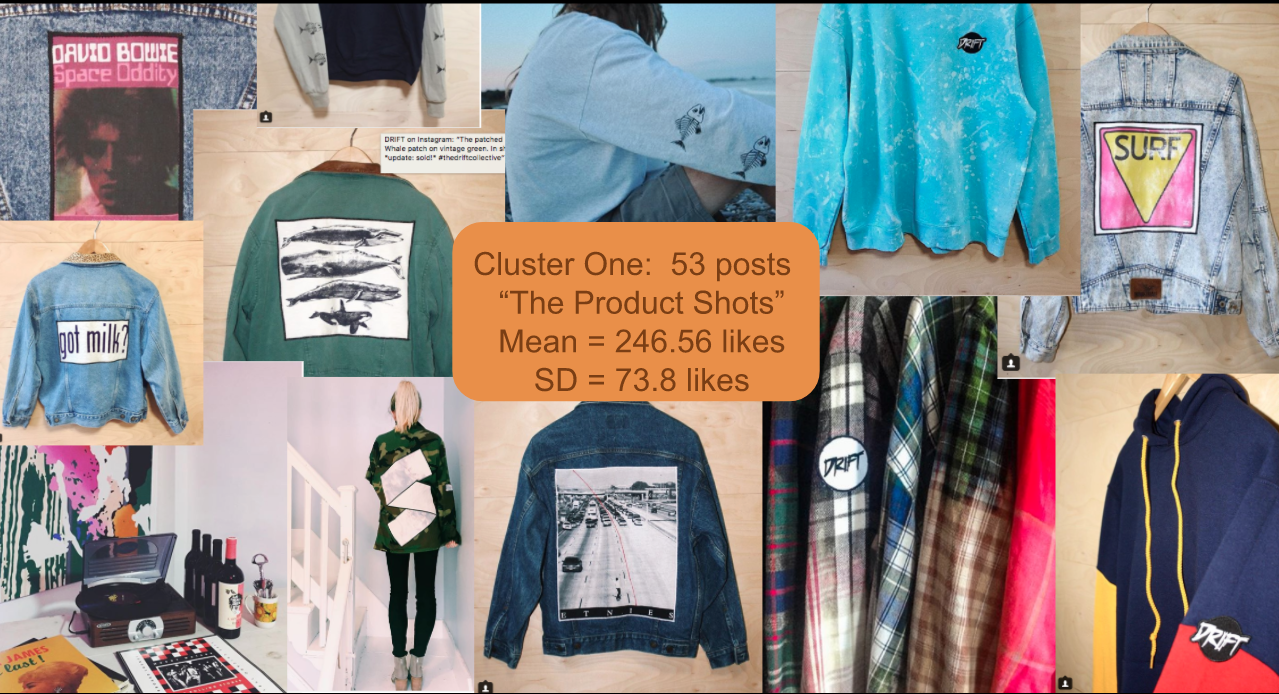 DAVID BOWIE
Space Oddity
DRIFT on Instagram: "The patched
Whale patch on vintage green. In s
*update: sold!* #thedriftcollective"
DRIFT
SURF
got milk?
Cluster One: 53 posts
“The Product Shots”
Mean = 246.56 likes
SD = 73.8 likes
DRIFT
ETNIES
JAMES
last!
DRIFT